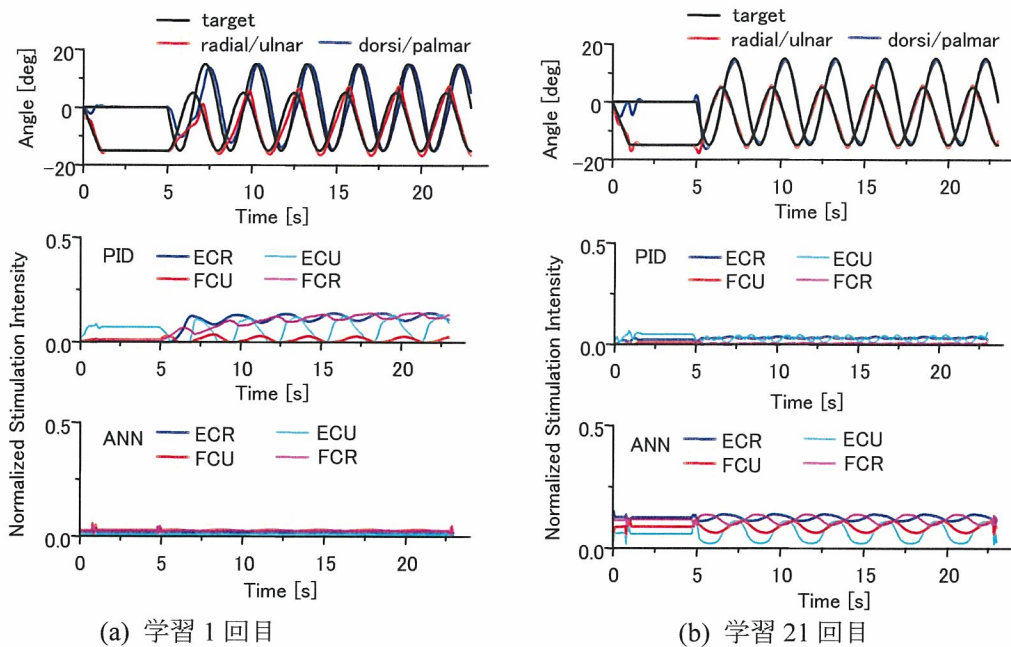 target
radial/ulnar dorsi/palmar
Angle [deg]
20
0
−20
0 5 10 15 20
Time [s]
Normalized Stimulation Intensity
0.5
0.0
PID
ECR ECU
FCU FCR
0 5 10 15 20
Time [s]
0.5
0.0
ANN
ECR ECU
FCU FCR
0 5 10 15 20
Time [s]
(a) 学習 1 回目
target
radial/ulnar dorsi/palmar
Angle [deg]
20
0
−20
0 5 10 15 20
Time [s]
Normalized Stimulation Intensity
0.5
0.0
PID
ECR ECU
FCU FCR
0 5 10 15 20
Time [s]
0.5
0.0
ANN
ECR ECU
FCU FCR
0 5 10 15 20
Time [s]
(b) 学習 21 回目